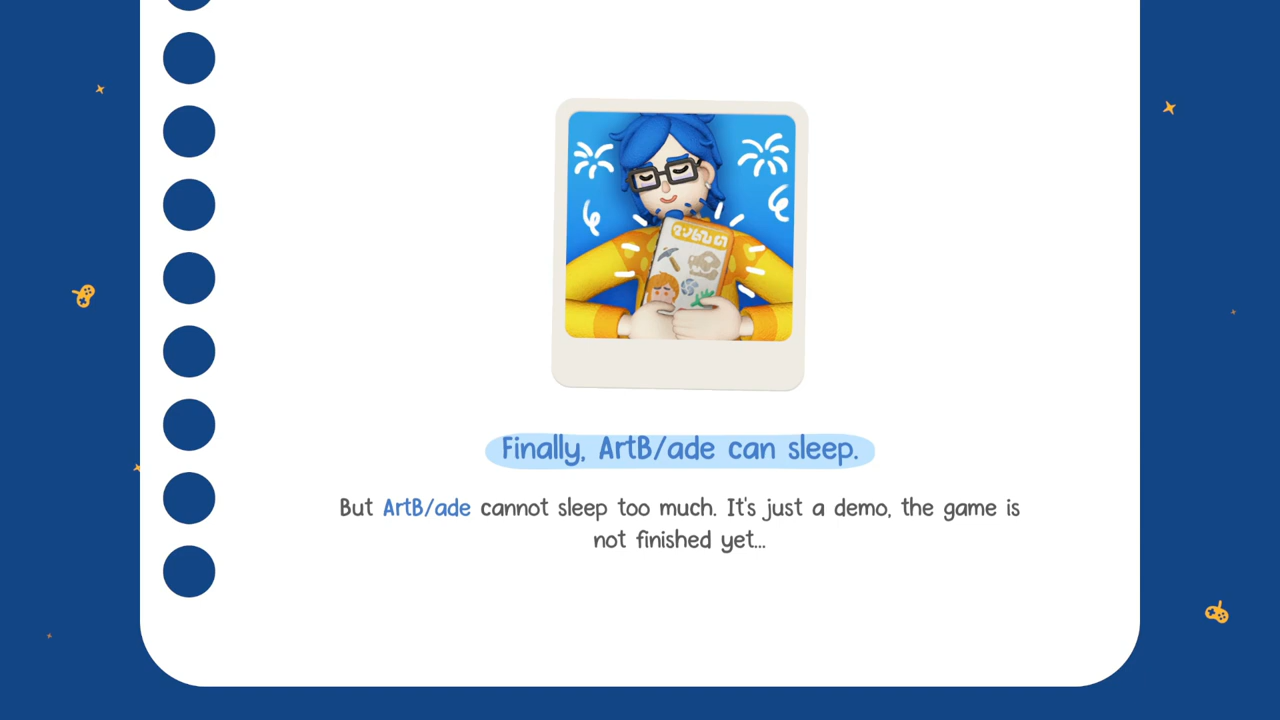 Finally, ArtB/ade can sleep.
But ArtB/ade cannot sleep too much. It's just a demo, the game is
not finished yet...